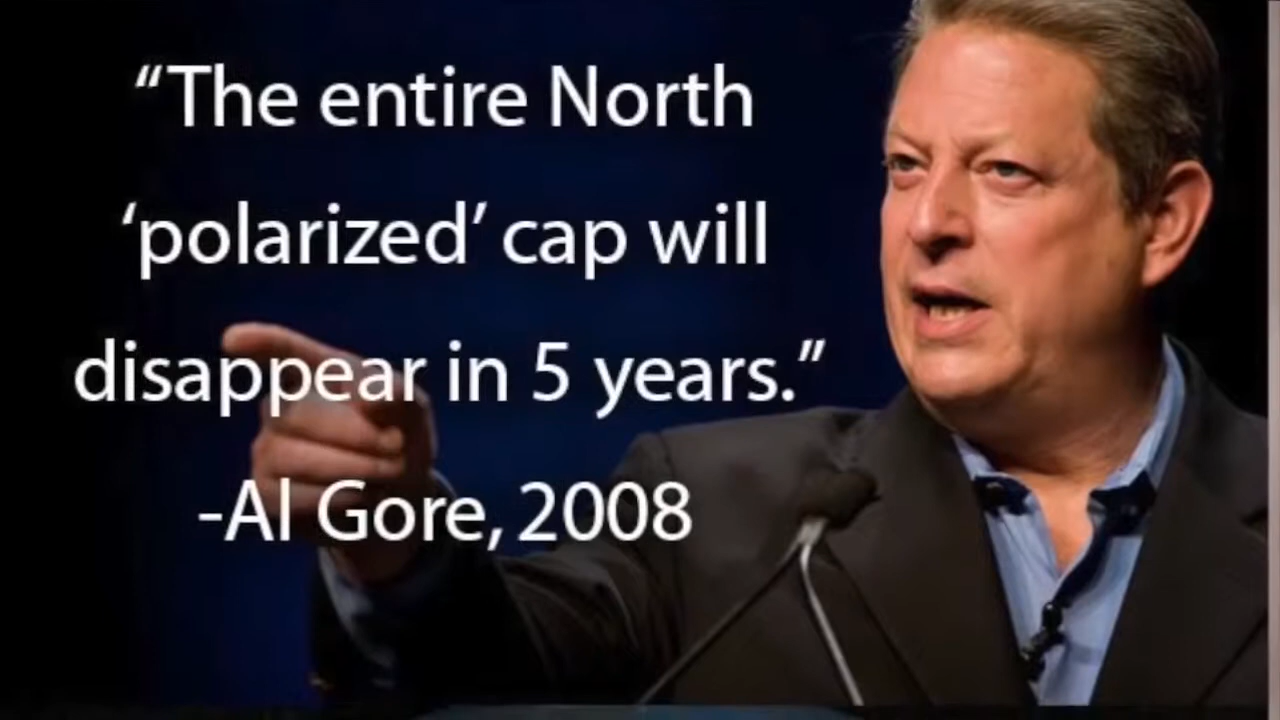 “The entire North
‘polarized’ cap will
disappear in 5 years.”
-Al Gore, 2008